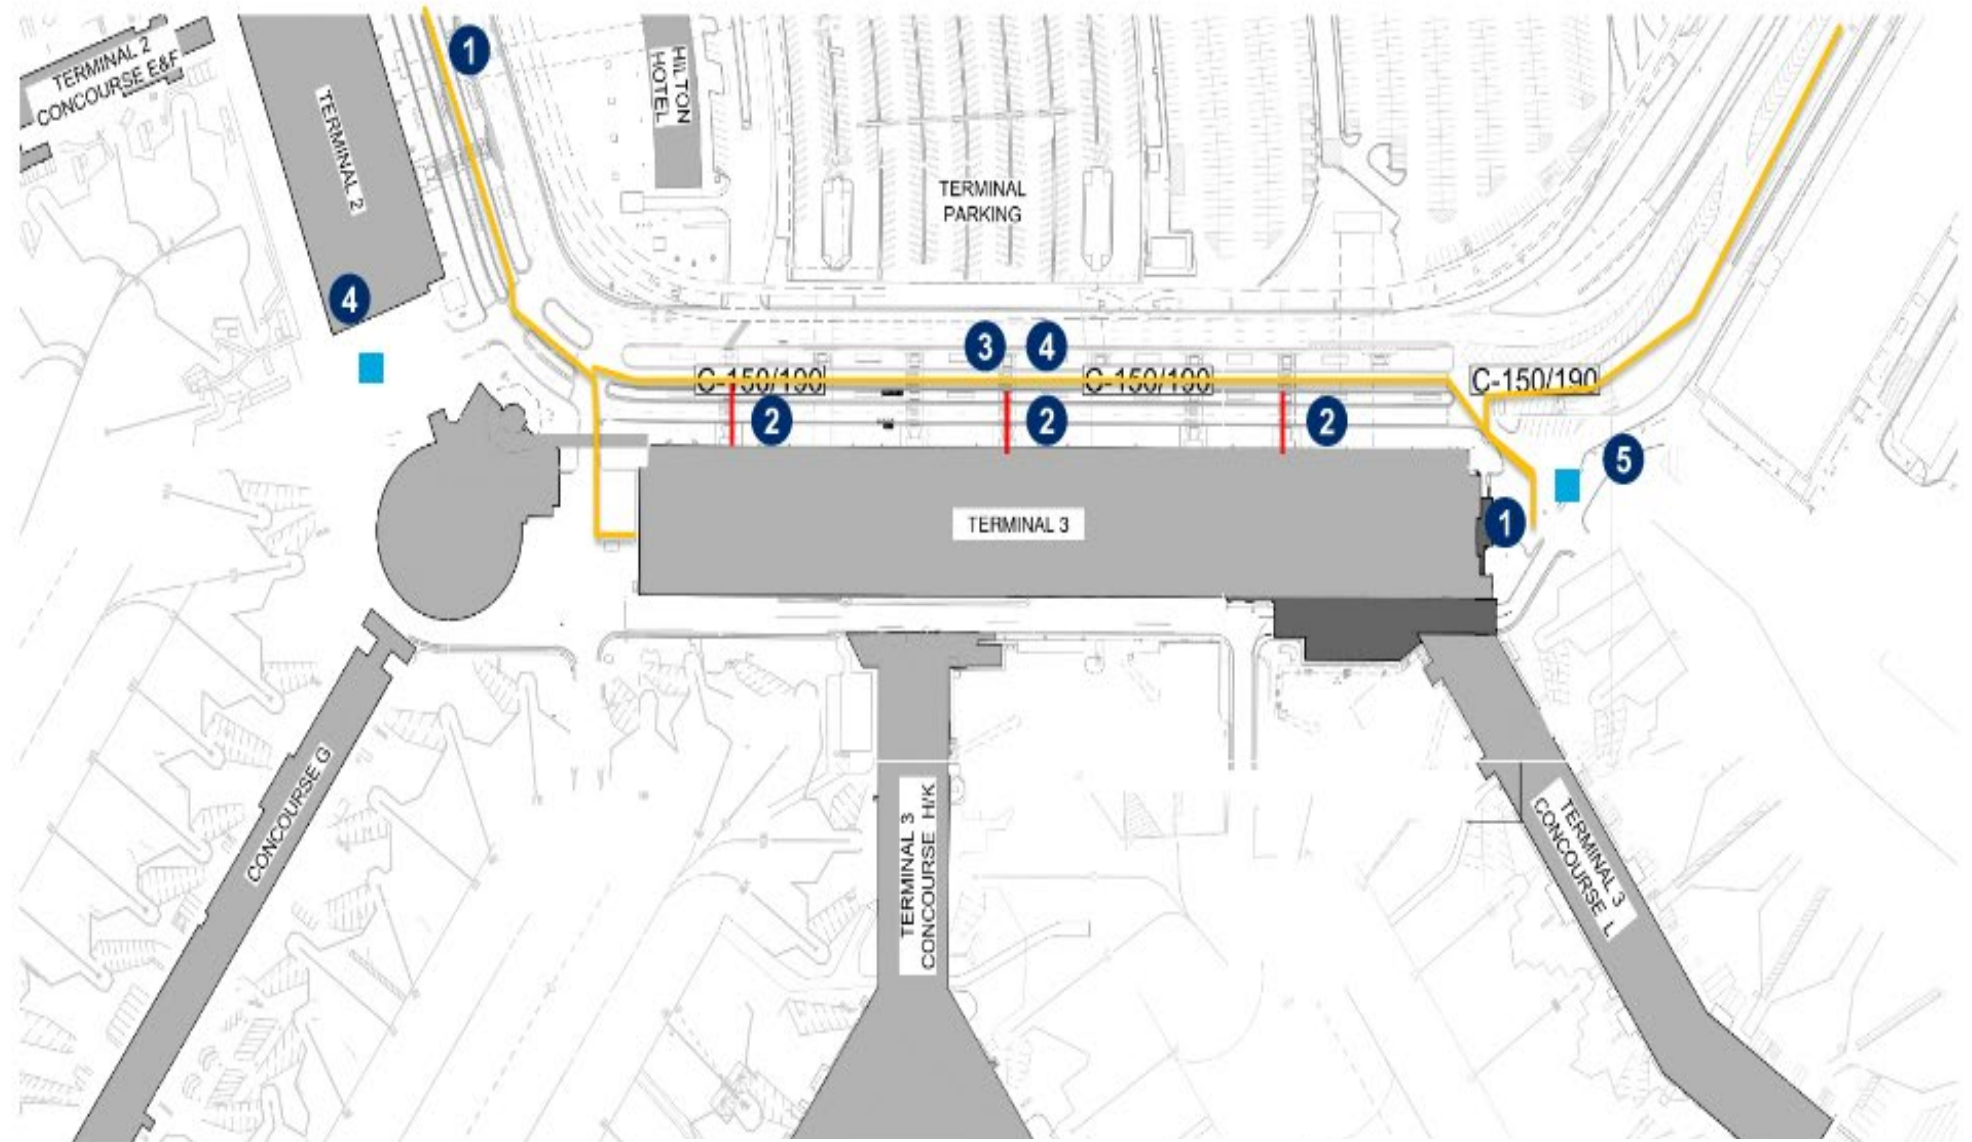 TERMINAL 2
CONCOURSE E&F
1
TERMINAL 2
HILTON
HOTEL
TERMINAL
PARKING
4
3
4
C-150/190
C-150/190
C-150/190
2
2
2
5
1
TERMINAL 3
CONCOURSE G
TERMINAL 3
CONCOURSE H/K
TERMINAL 3
CONCOURSE L